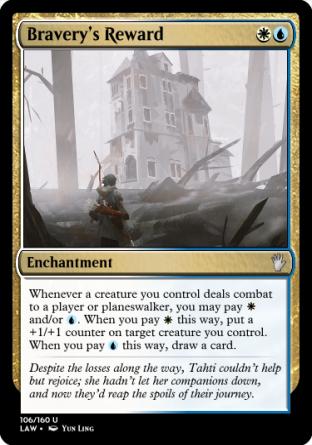 Bravery's Reward
Enchantment
Whenever a creature you control deals combat
to a player or planeswalker, you may pay
and/or . When you pay this way, put a
+1/+1 counter on target creature you control.
When you pay this way, draw a card.
Despite the losses along the way, Tahti couldn't help
but rejoice; she hadn't let her companions down,
and now they'd reap the spoils of their journey.
106/160 U
LAW • Yun Ling